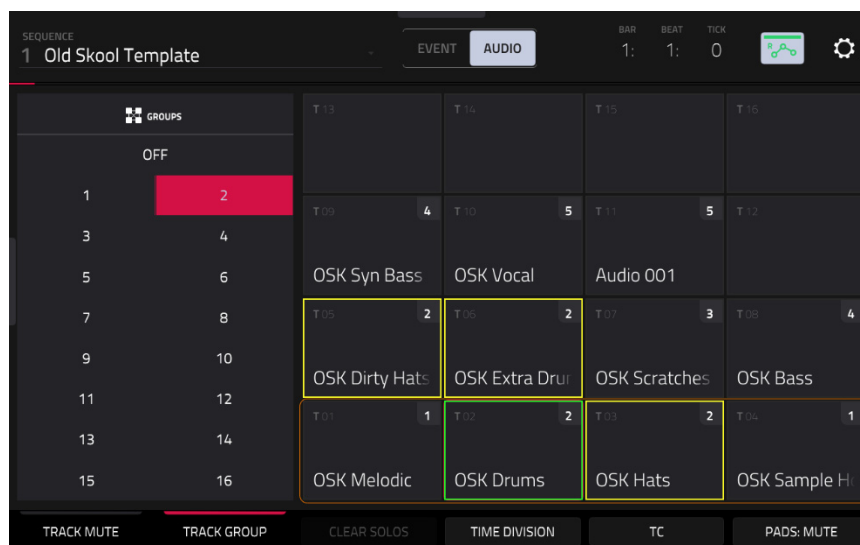 SEQUENCE
1 Old Skool Template
EVENT AUDIO
BAR BEAT TICK
1: 1: 0
GROUPS
OFF
1 2
3 4
5 6
7 8
9 10
11 12
13 14
15 16
T 13 T 14 T 15 T 16
T 09 4 T 10 5 T 11 5 T 12
OSK Syn Bass OSK Vocal Audio 001
T 05 2 T 06 2 T 07 3 T 08 4
OSK Dirty Hats OSK Extra Dru OSK Scratches OSK Bass
T 01 1 T 02 2 T 03 2 T 04 1
OSK Melodic OSK Drums OSK Hats OSK Sample H
TRACK MUTE TRACK GROUP CLEAR SOLOS TIME DIVISION TC PADS: MUTE